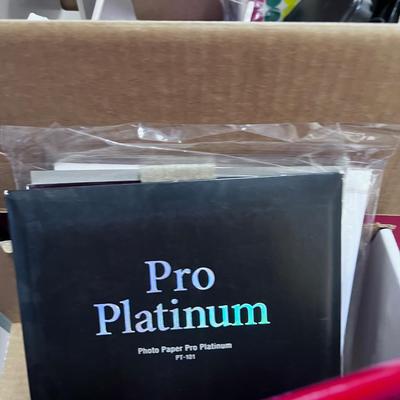 Pro
Platinum
Photo Paper Pro Platinum
PT-101